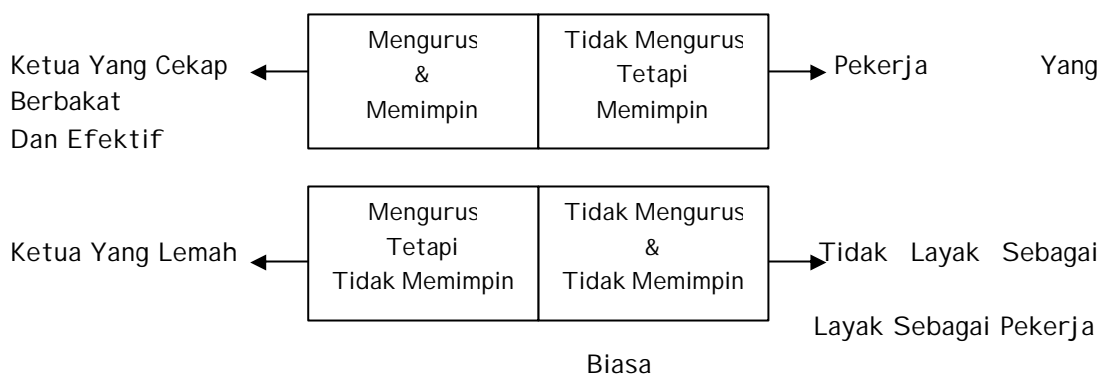 Mengurus
&
Memimpin
Tidak Mengurus
Tetapi
Memimpin
Ketua Yang Cekap
Berbakat
Dan Efektif
Pekerja Yang
Mengurus
Tetapi
Tidak Memimpin
Tidak Mengurus
&
Tidak Memimpin
Ketua Yang Lemah
Tidak Layak Sebagai
Layak Sebagai Pekerja
Biasa